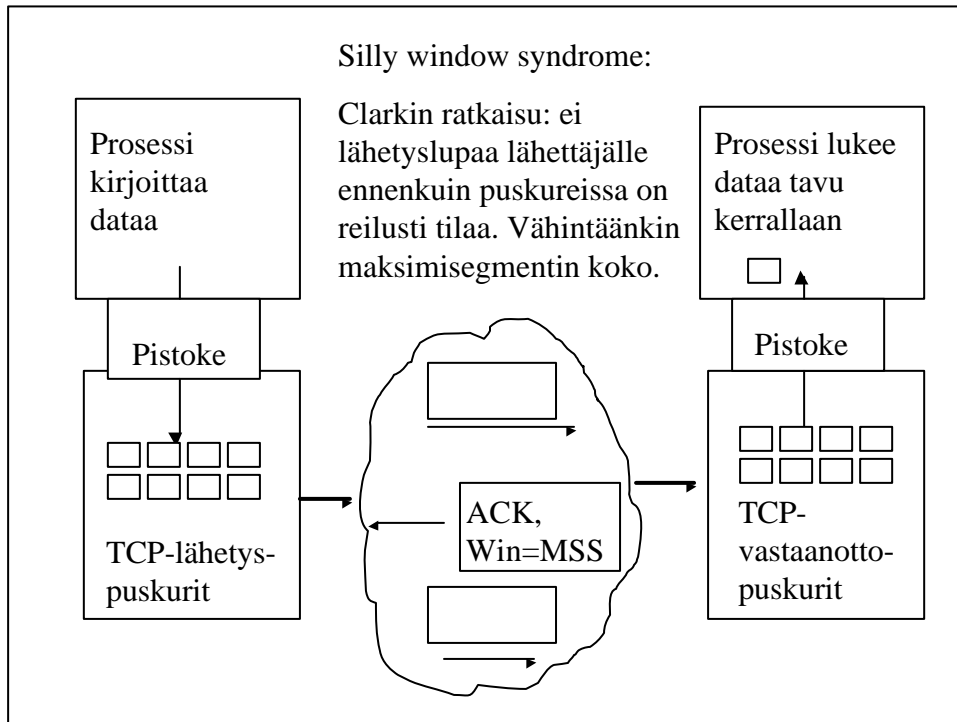 Silly window syndrome:
Clarkin ratkaisu: ei
lähetyslupaa lähettäjälle
ennenkuin puskureissa on
reilusti tilaa. Vähintäänkin
maksimisegmentin koko.
Prosessi
kirjoittaa
dataa
Prosessi lukee
dataa tavu
kerrallaan
Pistoke
Pistoke
ACK,
Win=MSS
TCP-lähetys-
puskurit
TCP-
vastaanotto-
puskurit